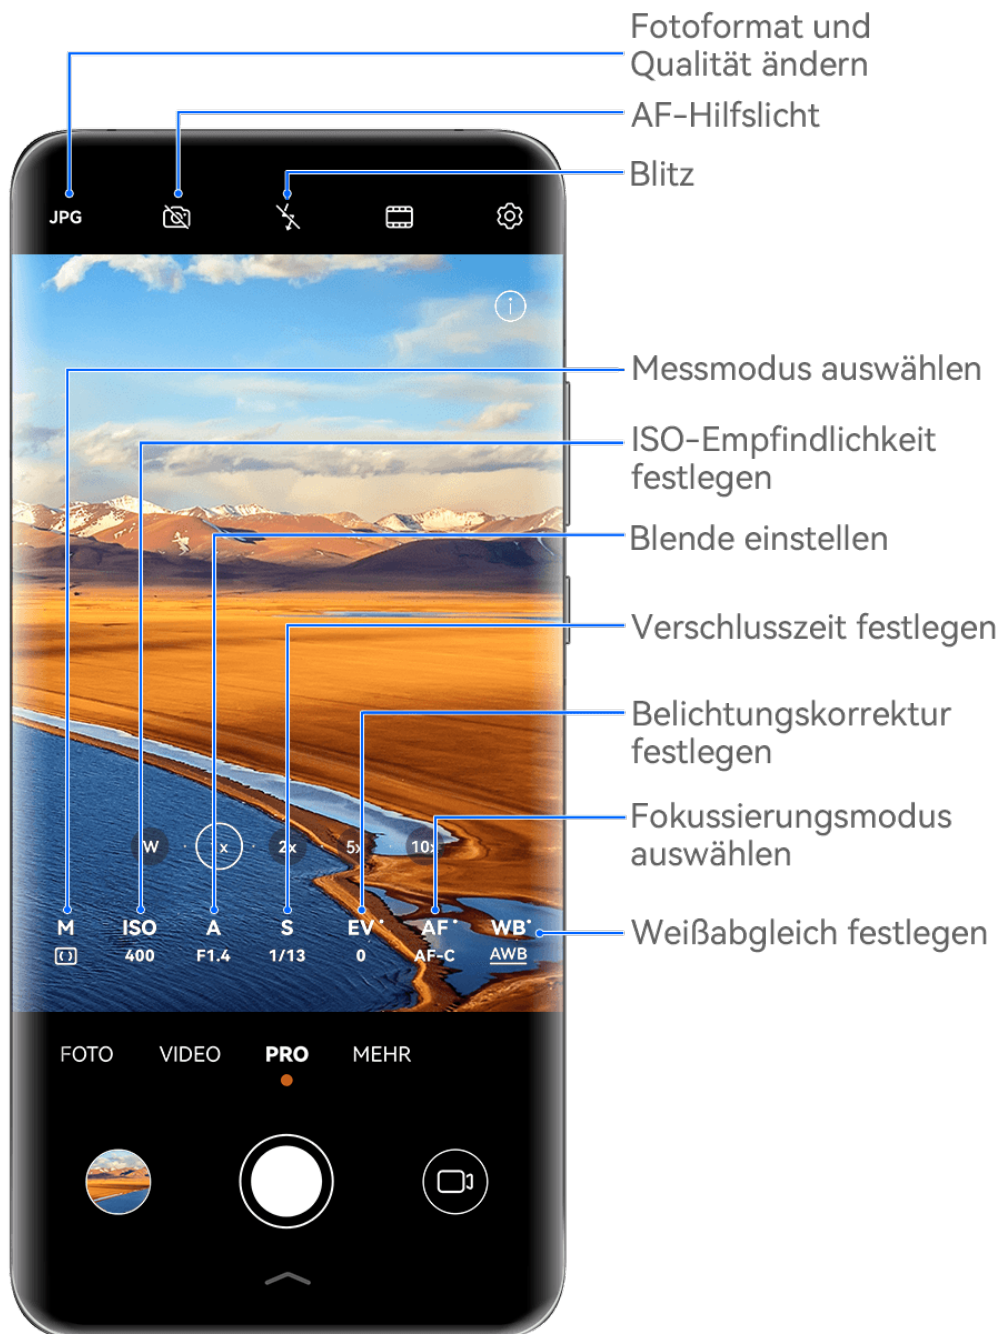 Fotoformat und
Qualität ändern
AF-Hilfslicht
Blitz
JPG
Messmodus auswählen
ISO-Empfindlichkeit
festlegen
Blende einstellen
Verschlusszeit festlegen
Belichtungskorrektur
festlegen
Fokussierungsmodus
auswählen
W x 2x 5x 10x
M ISO A S EV AF WB
Weißabgleich festlegen
400 F1.4 1/13 0 AF-C AWB
FOTO VIDEO PRO MEHR